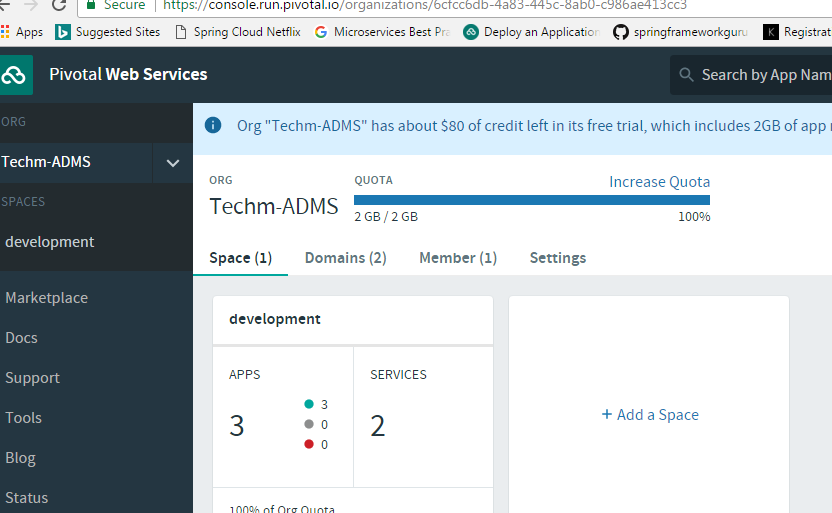 Secure https://console.run.pivotal.io/organizations/6cfcc6db-4a83-445c-8ab0-c986ae413cc3
Apps Suggested Sites Spring Cloud Netflix Microservices Best Pra Deploy an Application springframeworkguru Registrat
Pivotal Web Services
Search by App Nam
ORG
Techm-ADMS
SPACES
development
Marketplace
Docs
Support
Tools
Blog
Status
Org "Techm-ADMS" has about $80 of credit left in its free trial, which includes 2GB of app
ORG
Techm-ADMS
QUOTA
Increase Quota
2 GB / 2 GB
100%
Space (1) Domains (2) Member (1) Settings
development
APPS
3
3
0
0
SERVICES
2
100% of Org Quota
+ Add a Space